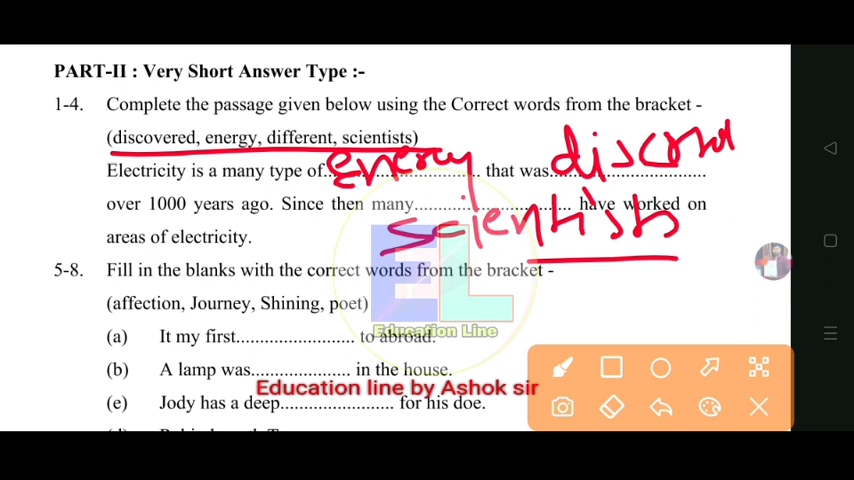 PART-II : Very Short Answer Type :-
1-4. Complete the passage given below using the Correct words from the bracket -
(discovered, energy, different, scientists)
Electricity is a many type of energy that was
over 1000 years ago. Since then many scientists have worked on
areas of electricity.
5-8. Fill in the blanks with the correct words from the bracket -
(affection, Journey, Shining, poet)
EL
Education Line
(a) It my first........................ to abroad.
(b) A lamp was.................... in the house.
Education line by Ashok sir
(e) Jody has a deep....................... for his doe.